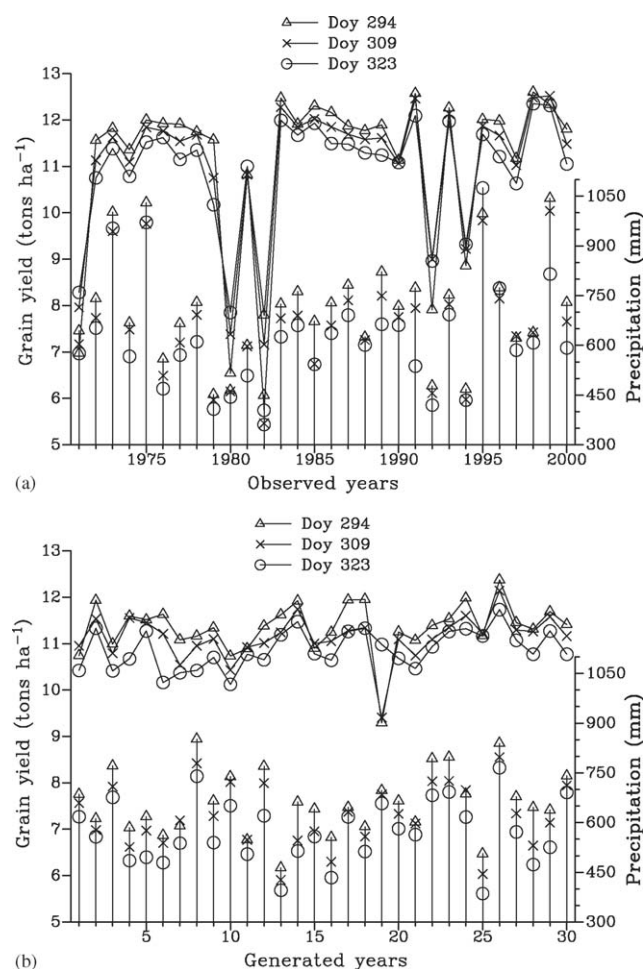 Doy 294
Doy 309
Doy 323
13
12
11
10
9
8
7
6
5
Grain yield (tons ha⁻¹)
1050
900
750
600
450
300
Precipitation (mm)
1975 1980 1985 1990 1995 2000
(a) Observed years
Doy 294
Doy 309
Doy 323
13
12
11
10
9
8
7
6
5
Grain yield (tons ha⁻¹)
1050
900
750
600
450
300
Precipitation (mm)
5 10 15 20 25 30
(b) Generated years